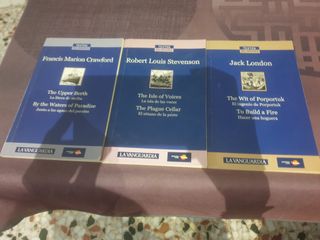 TEXTOS
Francis Marion Crawford
The Upper Berth
La litera de arriba
By the Waters of Paradise
Junto a las aguas del paraíso
LA VANGUARDIA
TEXTOS
Robert Louis Stevenson
The Isle of Voices
La isla de las voces
The Plague Cellar
El sótano de la peste
LA VANGUARDIA
TEXTOS
Jack London
The Wit of Porportuk
El ingenio de Porportuk
To Build a Fire
Hacer una hoguera
LA VANGUARDIA